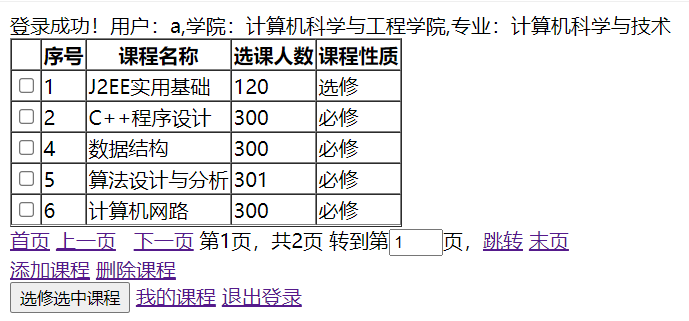 登录成功！用户：a,学院：计算机科学与工程学院,专业：计算机科学与技术
序号 课程名称 选课人数 课程性质
1 J2EE实用基础 120 选修
2 C++程序设计 300 必修
4 数据结构 300 必修
5 算法设计与分析 301 必修
6 计算机网路 300 必修
首页 上一页 下一页 第1页，共2页 转到第1页，跳转 末页
添加课程 删除课程
选修选中课程 我的课程 退出登录